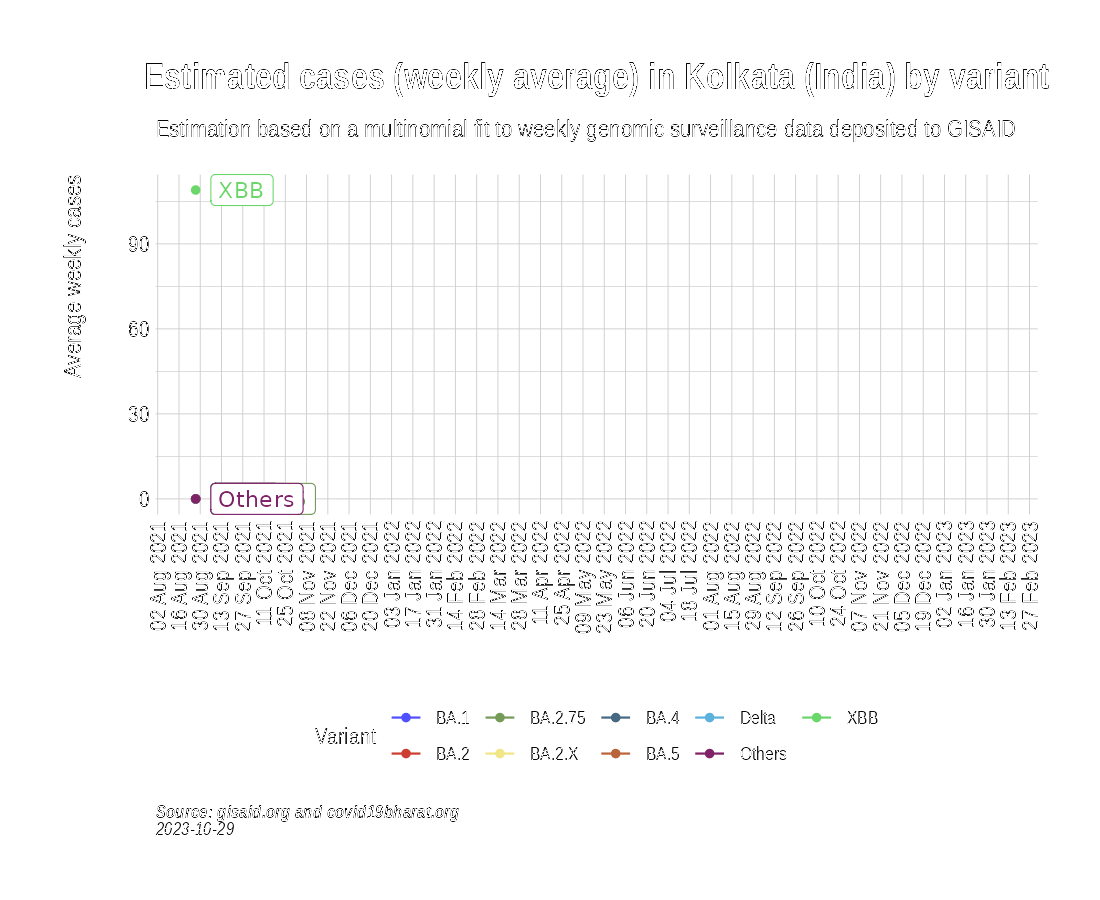 Estimated cases (weekly average) in Kolkata (India) by variant
Estimation based on a multinomial fit to weekly genomic surveillance data deposited to GISAID
Average weekly cases
XBB
90
60
30
0
Others
02 Aug 2021
16 Aug 2021
30 Aug 2021
13 Sep 2021
27 Sep 2021
11 Oct 2021
25 Oct 2021
08 Nov 2021
22 Nov 2021
06 Dec 2021
20 Dec 2021
03 Jan 2022
17 Jan 2022
31 Jan 2022
14 Feb 2022
28 Feb 2022
14 Mar 2022
28 Mar 2022
11 Apr 2022
25 Apr 2022
09 May 2022
23 May 2022
06 Jun 2022
20 Jun 2022
04 Jul 2022
18 Jul 2022
01 Aug 2022
15 Aug 2022
29 Aug 2022
12 Sep 2022
26 Sep 2022
10 Oct 2022
24 Oct 2022
07 Nov 2022
21 Nov 2022
05 Dec 2022
19 Dec 2022
02 Jan 2023
16 Jan 2023
30 Jan 2023
13 Feb 2023
27 Feb 2023
Variant
BA.1
BA.2.75
BA.4
Delta
XBB
BA.2
BA.2.X
BA.5
Others
Source: gisaid.org and covid19bharat.org
2023-10-29